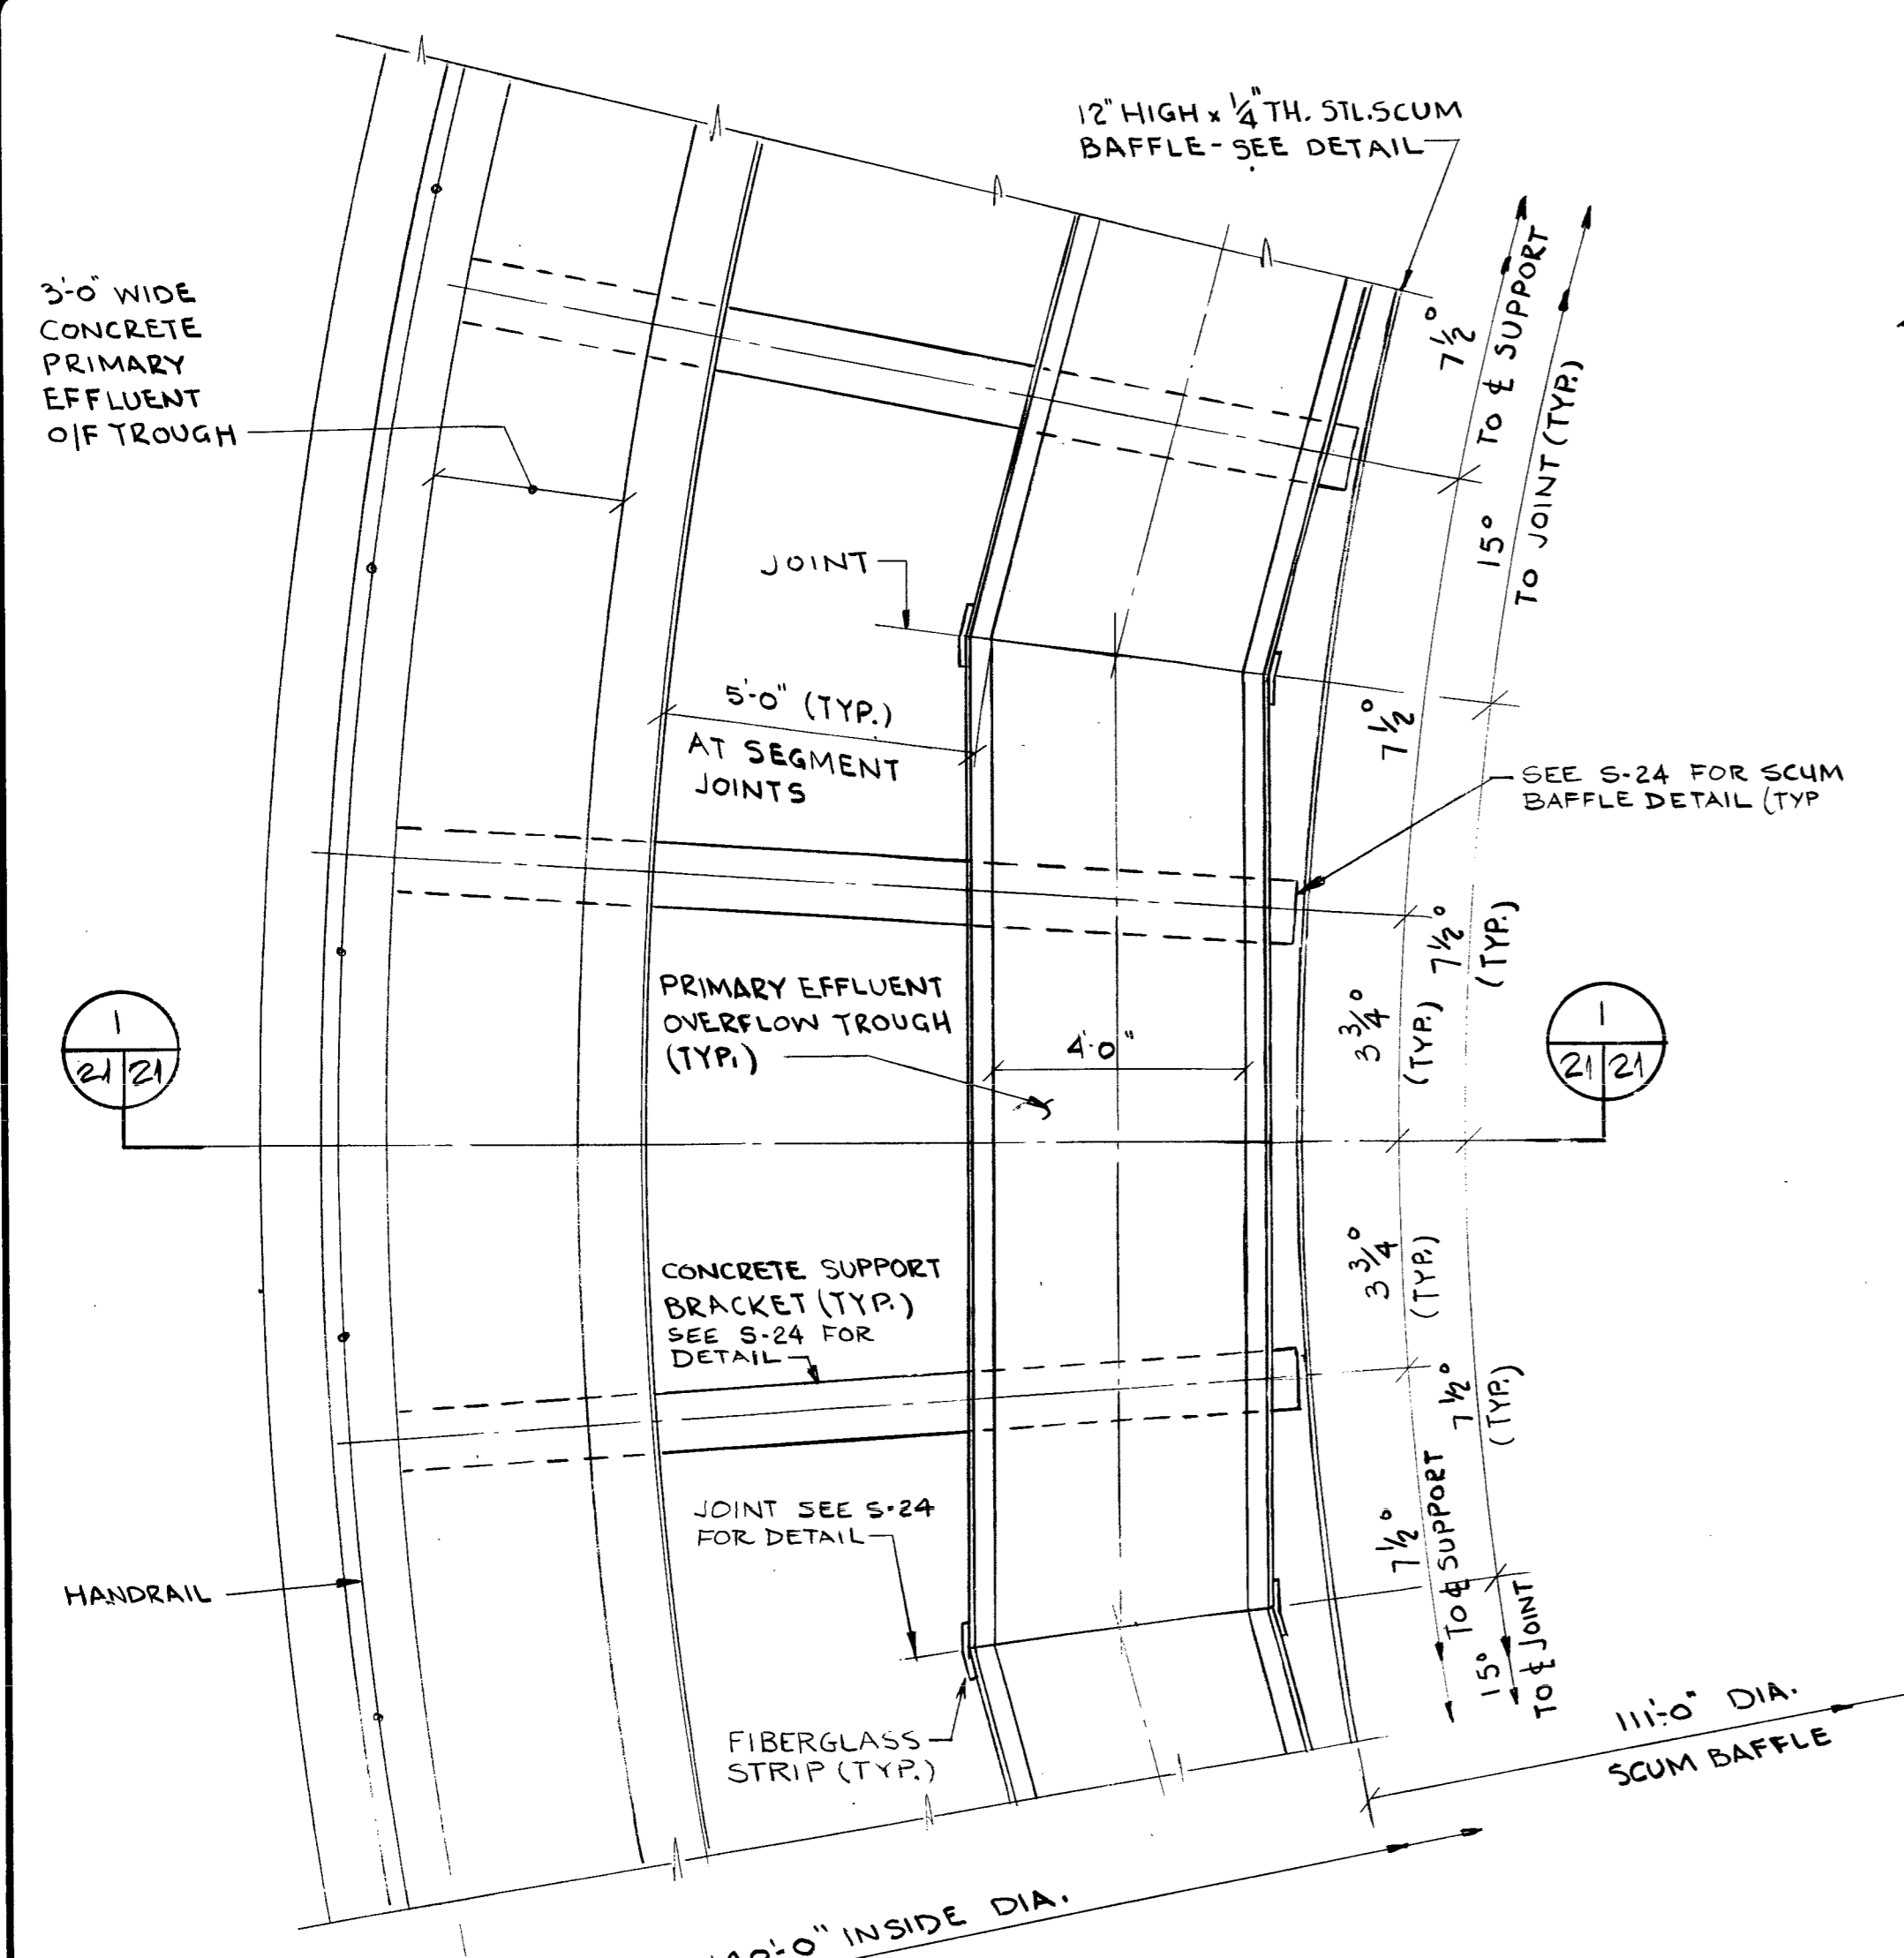 12" HIGH x 1/4" TH. STL. SCUM
BAFFLE - SEE DETAIL
3'-0" WIDE
CONCRETE
PRIMARY
EFFLUENT
O/F TROUGH
7 1/2°
TO ℄ SUPPORT
15°
TO JOINT (TYP.)
JOINT
5'-0" (TYP.)
AT SEGMENT
JOINTS
7 1/2°
SEE S-24 FOR SCUM
BAFFLE DETAIL (TYP
7 1/2°
(TYP.)
PRIMARY EFFLUENT
OVERFLOW TROUGH
(TYP.)
4'-0"
3 3/4°
(TYP.)
1
21 21
1
21 21
CONCRETE SUPPORT
BRACKET (TYP.)
SEE S-24 FOR
DETAIL
3 3/4°
(TYP.)
7 1/2°
(TYP.)
JOINT SEE S-24
FOR DETAIL
7 1/2°
TO ℄ SUPPORT
HANDRAIL
15°
TO ℄ JOINT
FIBERGLASS
STRIP (TYP.)
111'-0" DIA.
SCUM BAFFLE
0'-0" INSIDE DIA.